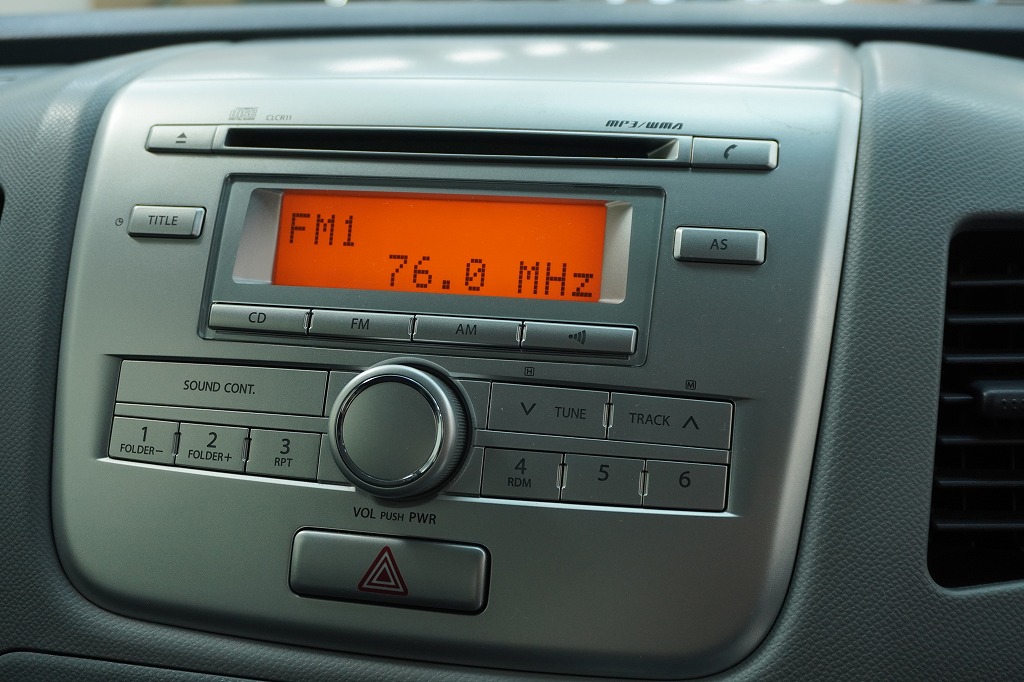 CLCR11
MP3/WMA
TITLE
AS
FM1
76.0 MHz
CD FM AM
H
M
SOUND CONT.
TUNE TRACK
1 2 3
FOLDER− FOLDER+ RPT
4 5 6
RDM
VOL PUSH PWR